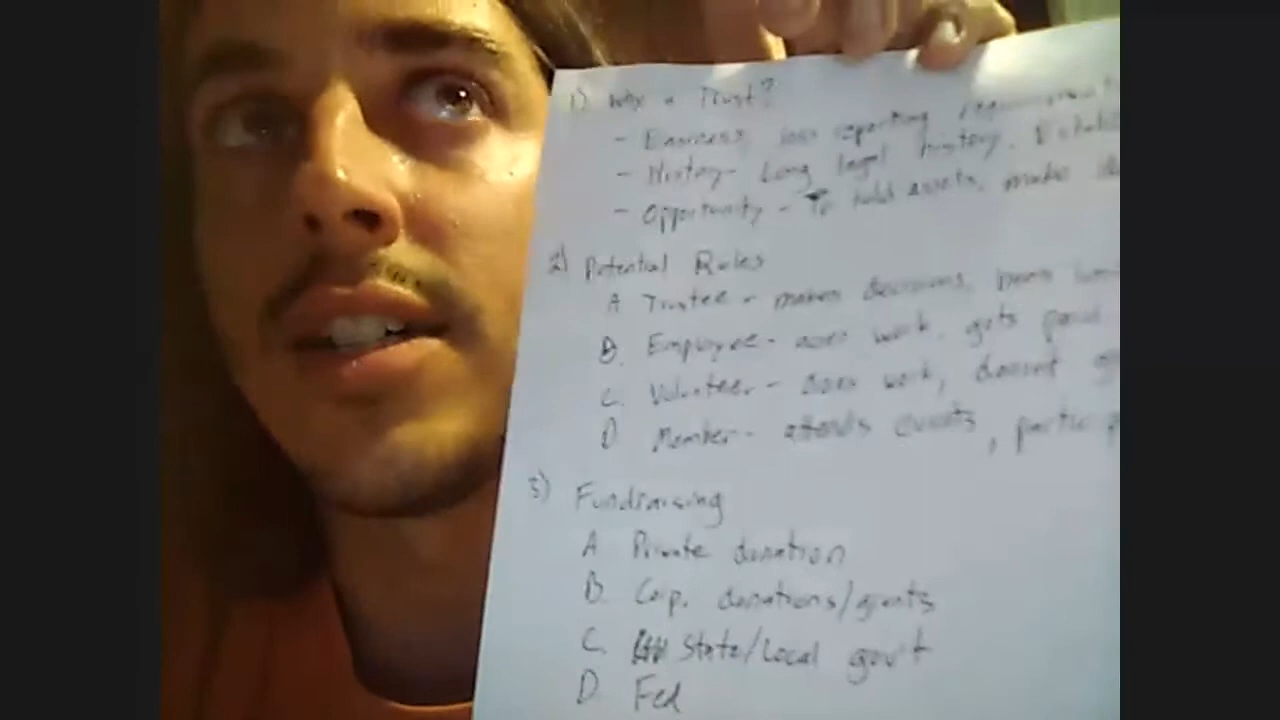 1) Why a Trust?
- Easiness, less reporting requirements
- History - Long legal history.
- Opportunity - To hold assets, make
2) Potential Roles
A Trustee - makes decisions,
B. Employee - does work, gets paid
C. Volunteer - does work, doesnt
D Member - attends events,
3) Fundraising
A Private donation
B. Corp. donations/grants
C. State/Local gov't
D. Fed